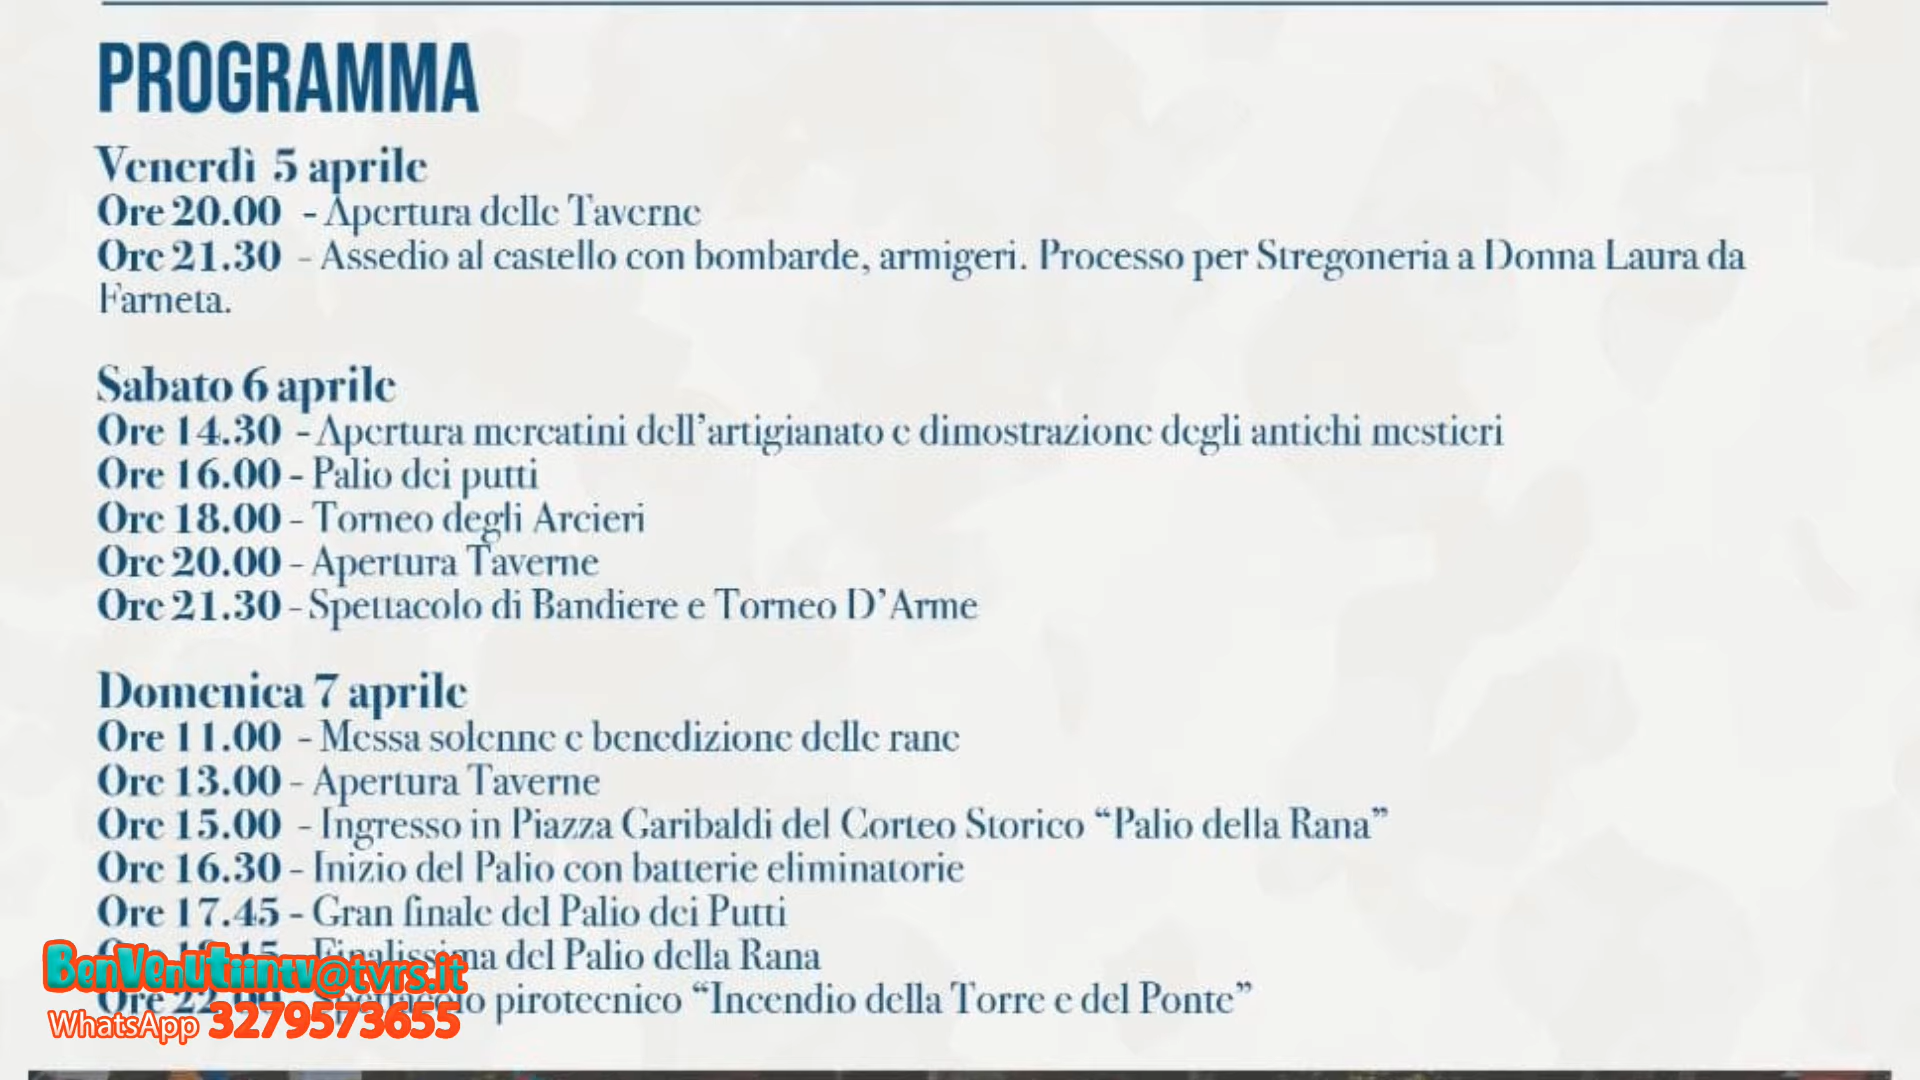 PROGRAMMA
Venerdì 5 aprile
Ore 20.00 - Apertura delle Taverne
Ore 21.30 - Assedio al castello con bombarde, armigeri. Processo per Stregoneria a Donna Laura da
Farneta.
Sabato 6 aprile
Ore 14.30 - Apertura mercatini dell'artigianato e dimostrazione degli antichi mestieri
Ore 16.00 - Palio dei putti
Ore 18.00 - Torneo degli Arcieri
Ore 20.00 - Apertura Taverne
Ore 21.30 - Spettacolo di Bandiere e Torneo D'Arme
Domenica 7 aprile
Ore 11.00 - Messa solenne e benedizione delle rane
Ore 13.00 - Apertura Taverne
Ore 15.00 - Ingresso in Piazza Garibaldi del Corteo Storico “Palio della Rana”
Ore 16.30 - Inizio del Palio con batterie eliminatorie
Ore 17.45 - Gran finale del Palio dei Putti
Finalissima del Palio della Rana
BenVenUtiintv@tvrs.it
Spettacolo pirotecnico “Incendio della Torre e del Ponte”
WhatsApp 3279573655